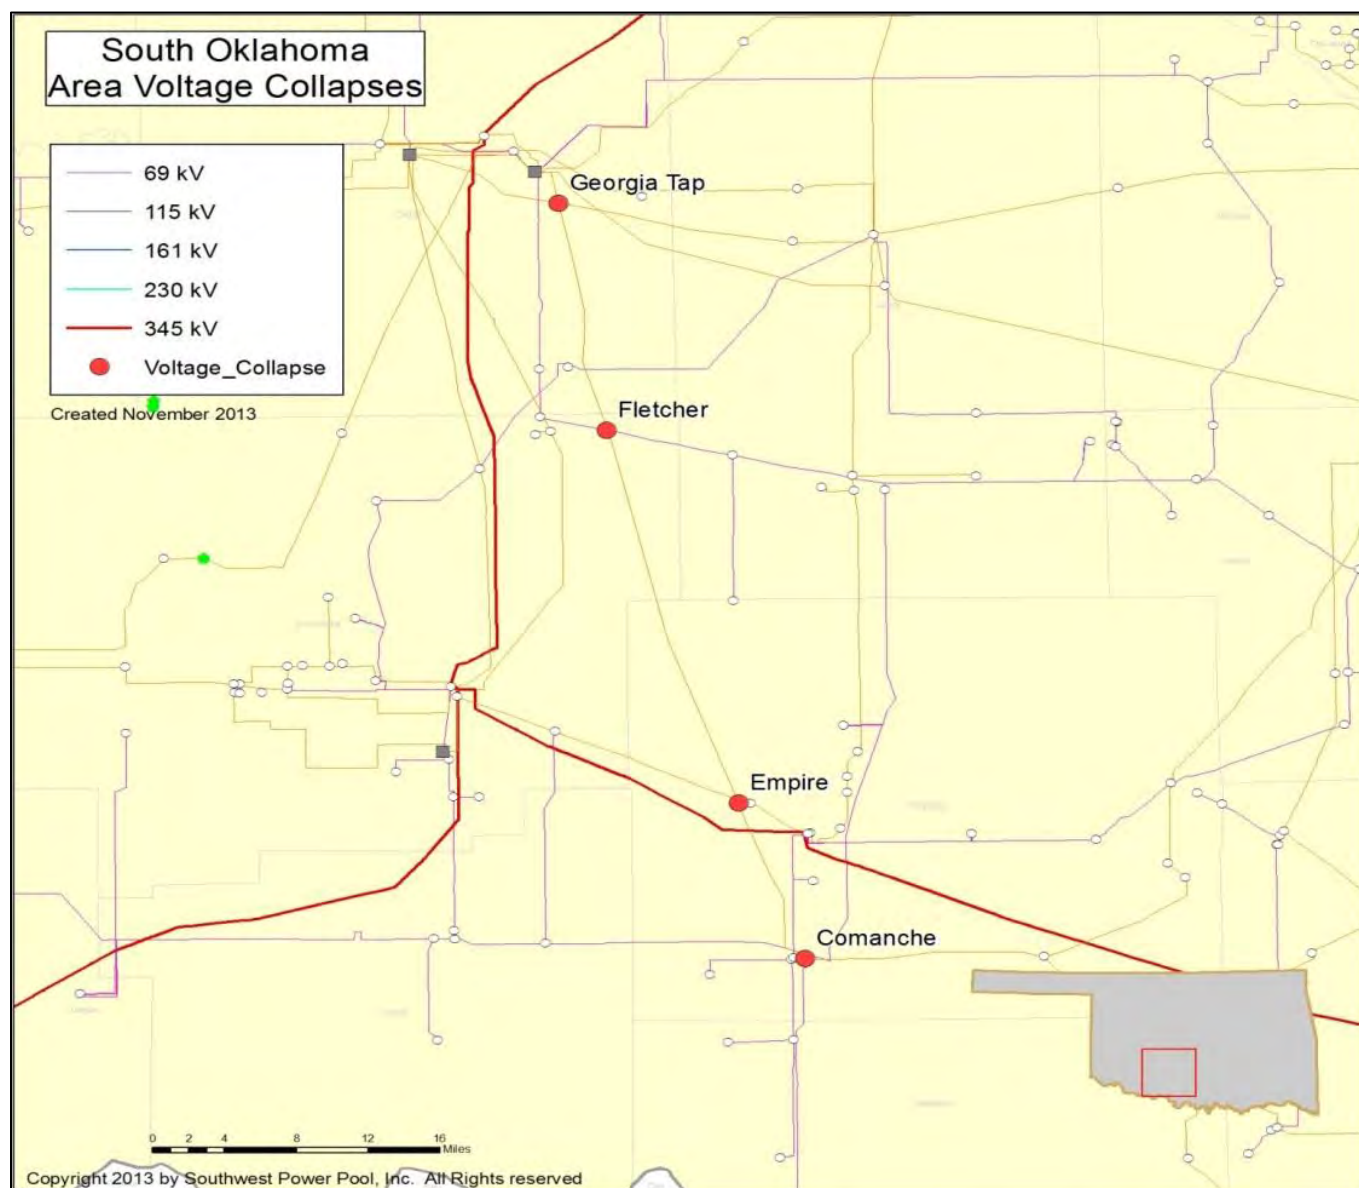 South Oklahoma
Area Voltage Collapses
69 kV
115 kV
161 kV
230 kV
345 kV
Voltage_Collapse
Created November 2013
Georgia Tap
Fletcher
Empire
Comanche
0 2 4 8 12 16
Miles
Copyright 2013 by Southwest Power Pool, Inc. All Rights reserved